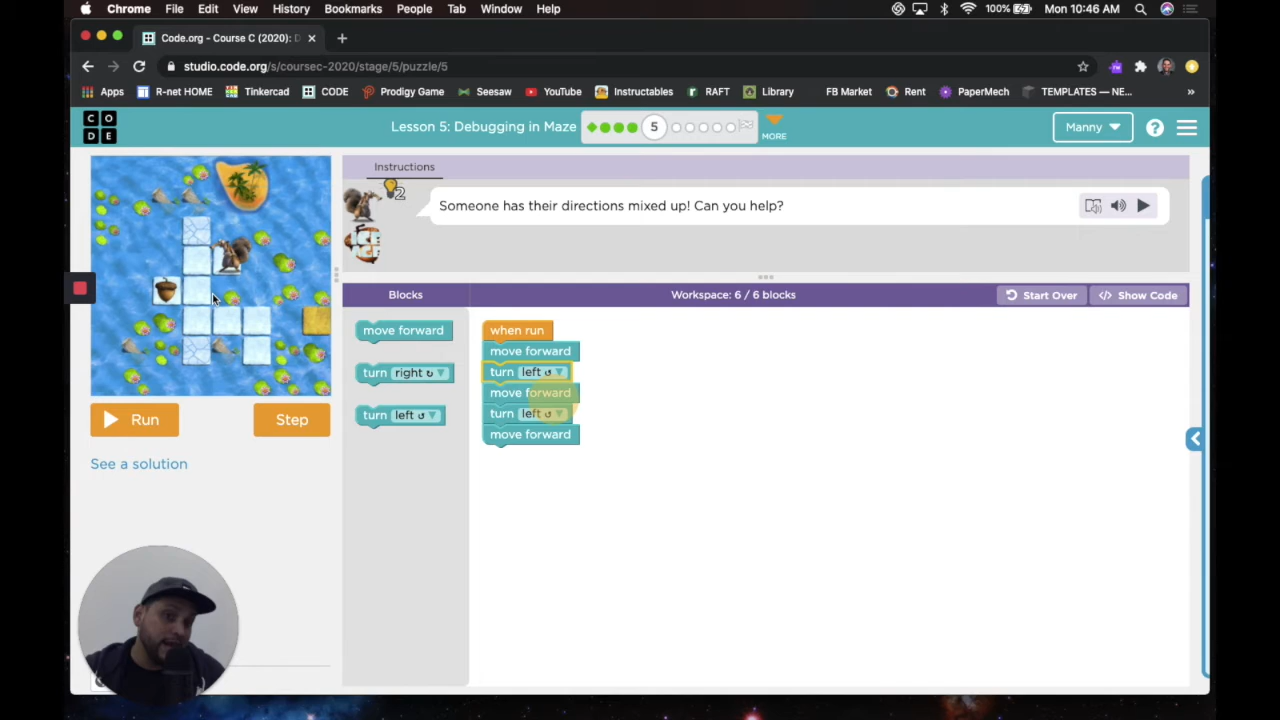 Chrome File Edit View History Bookmarks People Tab Window Help 100% Mon 10:46 AM
Code.org - Course C (2020): D
studio.code.org/s/coursec-2020/stage/5/puzzle/5
Apps R-net HOME Tinkercad CODE Prodigy Game Seesaw YouTube Instructables RAFT Library FB Market Rent PaperMech TEMPLATES — NE... »
CODE Lesson 5: Debugging in Maze 5 MORE Manny ?
Instructions
2
Someone has their directions mixed up! Can you help?
Blocks Workspace: 6 / 6 blocks Start Over </> Show Code
move forward when run
move forward
turn right turn left
move forward
turn left turn left
move forward
Run Step
See a solution